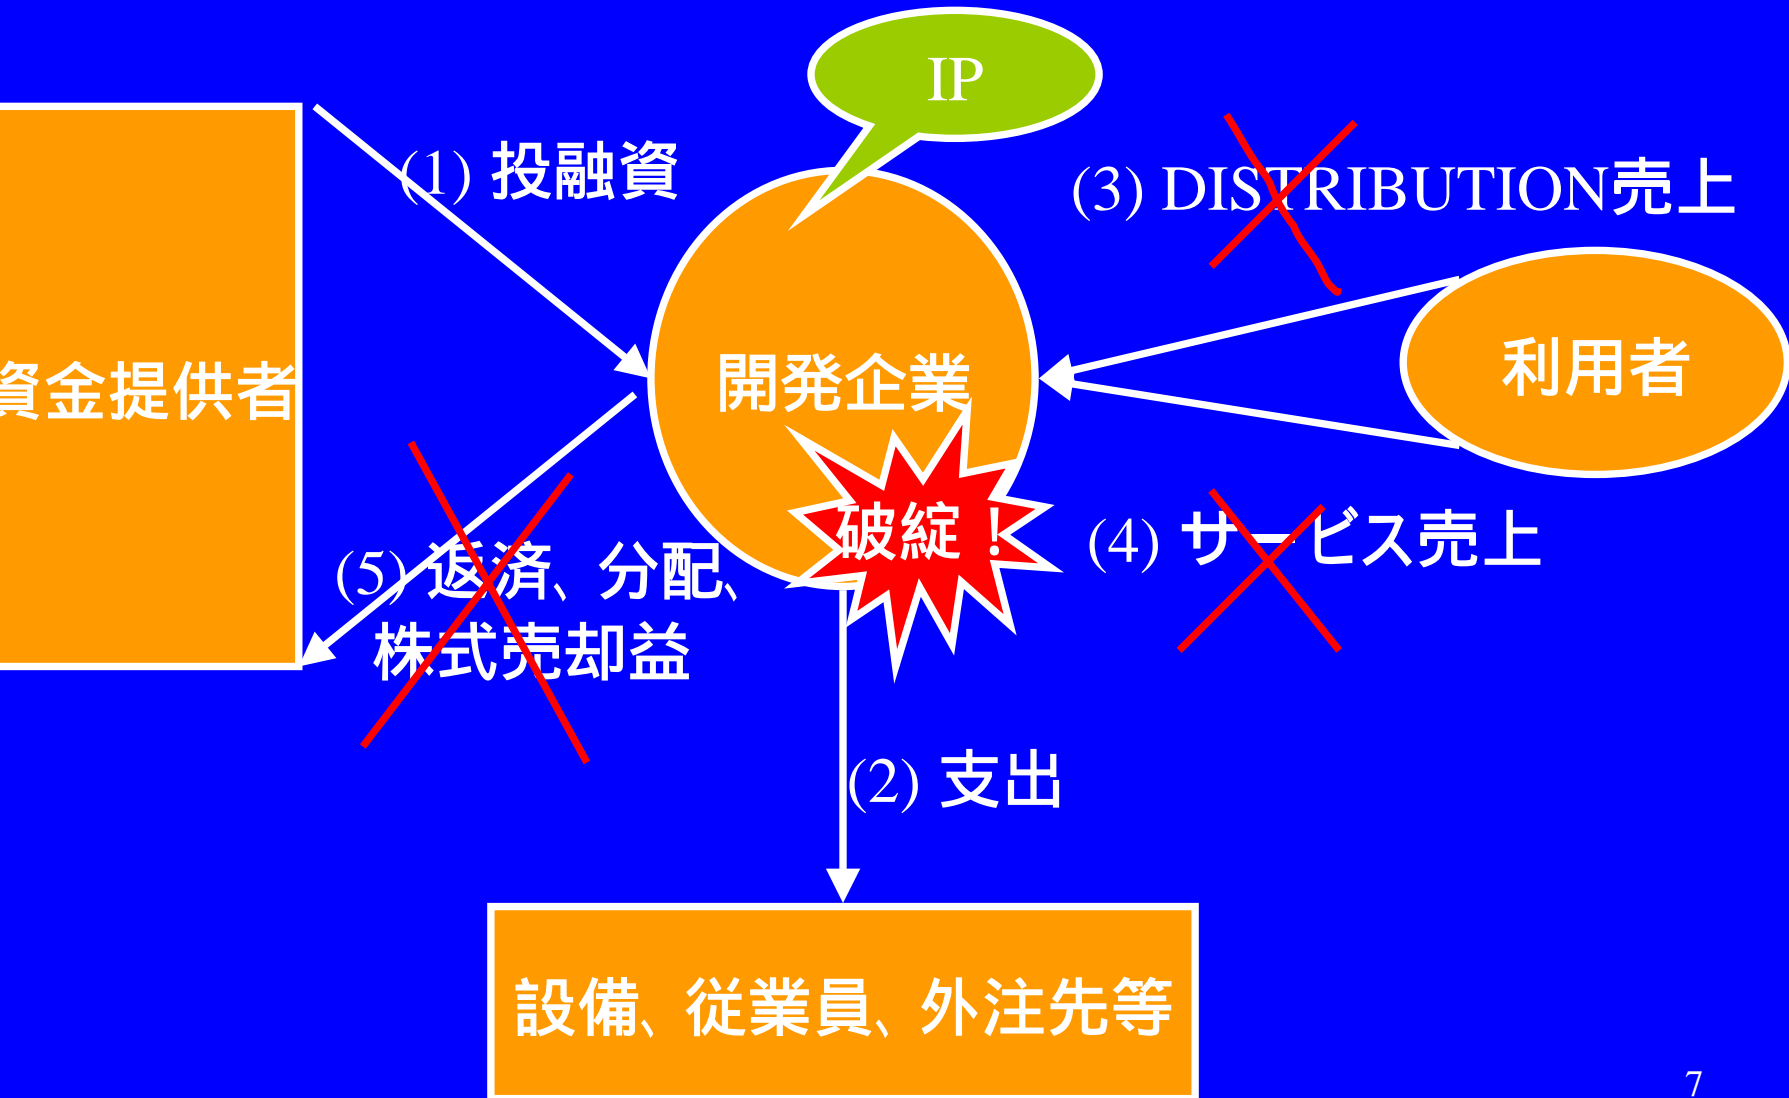 IP
(1) 投融資
(3) DISTRIBUTION売上
資金提供者
開発企業
利用者
破綻！
(4) サービス売上
(5) 返済、分配、
株式売却益
(2) 支出
設備、従業員、外注先等
7